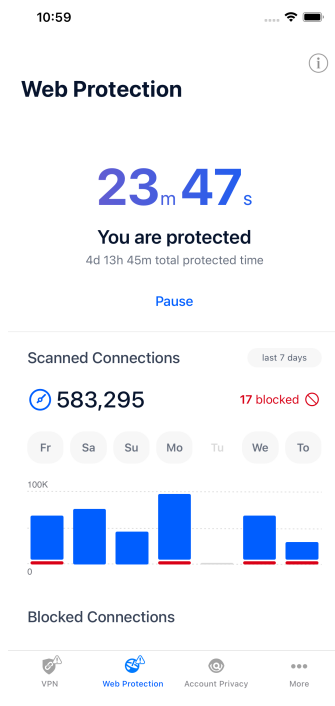 10:59
Web Protection
23m 47s
You are protected
4d 13h 45m total protected time
Pause
Scanned Connections last 7 days
583,295 17 blocked
Fr Sa Su Mo Tu We To
100K
0
Blocked Connections
VPN Web Protection Account Privacy More